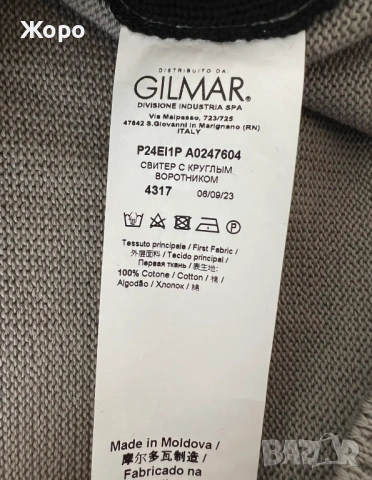 Жоро
DISTRIBUITO DA:
GILMAR®
DIVISIONE INDUSTRIA SPA
Via Malpasso, 723/725
47842 S.Giovanni in Marignano (RN)
ITALY
P24EI1P A0247604
СВИТЕР С КРУГЛЫМ
ВОРОТНИКОМ
4317 06/09/23
Tessuto principale / First Fabric /
外层面料 / Tecido principal /
Первая ткань / 表生地:
100% Cotone / Cotton / 棉 /
Algodão / Хлопок / 棉
Made in Moldova /
摩尔多瓦制造 /
Fabricado na
bazar